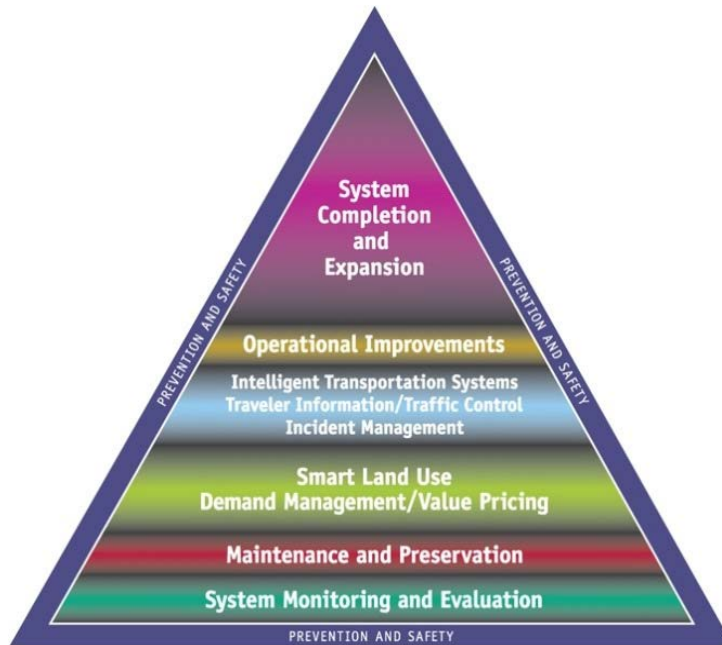 System
Completion
and
Expansion
PREVENTION AND SAFETY
PREVENTION AND SAFETY
Operational Improvements
Intelligent Transportation Systems
Traveler Information/Traffic Control
Incident Management
Smart Land Use
Demand Management/Value Pricing
Maintenance and Preservation
System Monitoring and Evaluation
PREVENTION AND SAFETY